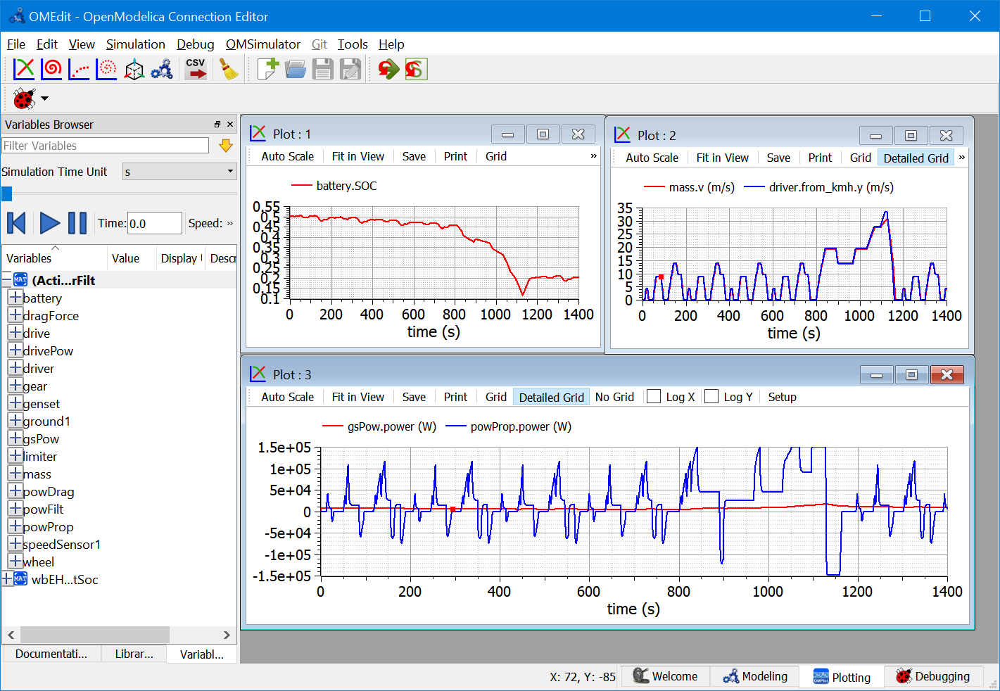 OMEdit - OpenModelica Connection Editor
File Edit View Simulation Debug OMSimulator Git Tools Help
CSV
Variables Browser
Filter Variables
Simulation Time Unit s
Time: 0.0 Speed: »
Variables Value Display Descr
MAT (Acti...rFilt
battery
dragForce
drive
drivePow
driver
gear
genset
ground1
gsPow
limiter
mass
powDrag
powFilt
powProp
speedSensor1
wheel
MAT wbEH...tSoc
Documentati... Librar... Variabl...
Plot : 1
Auto Scale Fit in View Save Print Grid »
battery.SOC
0.55
0.5
0.45
0.4
0.35
0.3
0.25
0.2
0.15
0.1
0 200 400 600 800 1000 1200 1400
time (s)
Plot : 2
Auto Scale Fit in View Save Print Grid Detailed Grid »
mass.v (m/s) driver.from_kmh.y (m/s)
35
30
25
20
15
10
5
0
0 200 400 600 800 1000 1200 1400
time (s)
Plot : 3
Auto Scale Fit in View Save Print Grid Detailed Grid No Grid Log X Log Y Setup
gsPow.power (W) powProp.power (W)
1.5e+05
1e+05
5e+04
0
-5e+04
-1e+05
-1.5e+05
0 200 400 600 800 1000 1200 1400
time (s)
X: 72, Y: -85 Welcome Modeling OMPlot Plotting Debugging